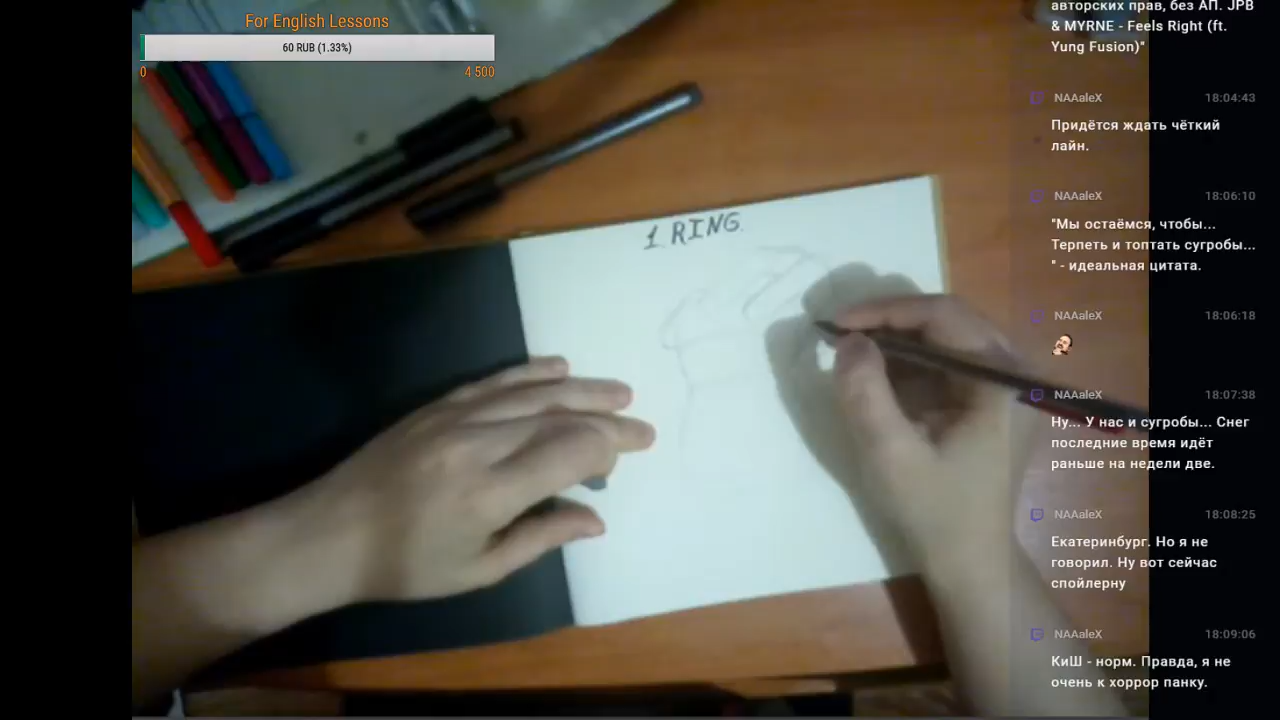 For English Lessons
60 RUB (1.33%)
0
4 500
1. RING.
авторских прав, без АП. JPB
& MYRNE - Feels Right (ft.
Yung Fusion)"
NAAaleX
18:04:43
Придётся ждать чёткий
лайн.
NAAaleX
18:06:10
"Мы остаёмся, чтобы...
Терпеть и топтать сугробы...
" - идеальная цитата.
NAAaleX
18:06:18
NAAaleX
18:07:38
Ну... У нас и сугробы... Снег
последние время идёт
раньше на недели две.
NAAaleX
18:08:25
Екатеринбург. Но я не
говорил. Ну вот сейчас
спойлерну
NAAaleX
18:09:06
КиШ - норм. Правда, я не
очень к хоррор панку.